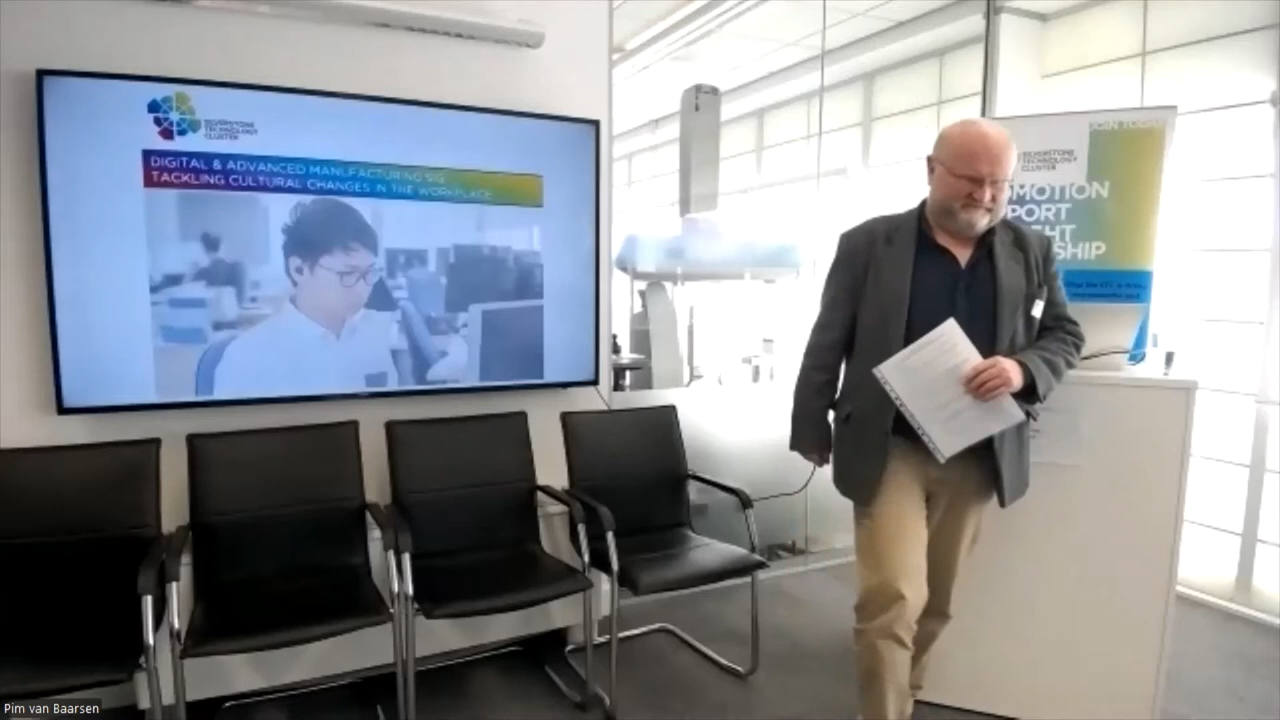 SILVERSTONE
TECHNOLOGY
CLUSTER
DIGITAL & ADVANCED MANUFACTURING SIG
TACKLING CULTURAL CHANGES IN THE WORKPLACE
JOIN TODAY
SILVERSTONE
TECHNOLOGY
CLUSTER
MOTION
PORT
GHT
SHIP
Pim van Baarsen